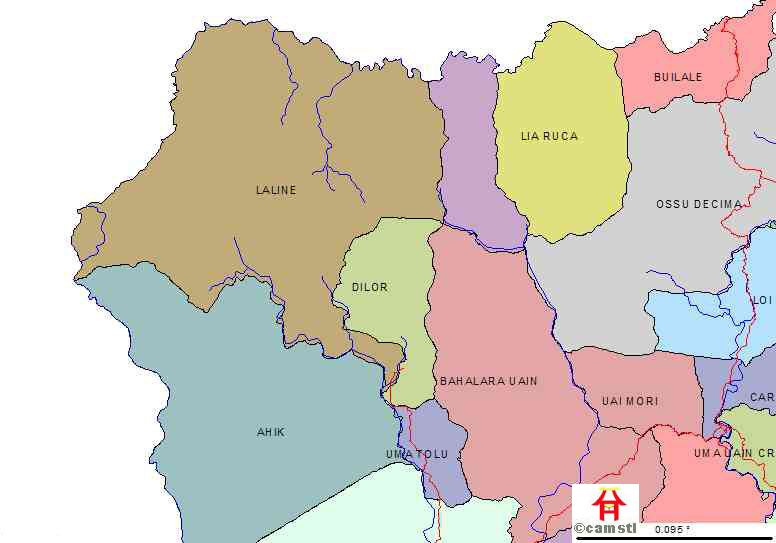 BUILALE
LIA RUCA
LALINE
OSSU DECIMA
DILOR
LOI
BAHALARA UAIN
UAI MORI
CAR
AHIK
UMA TOLU
UMA UAIN CR
©camstl
0.095 °